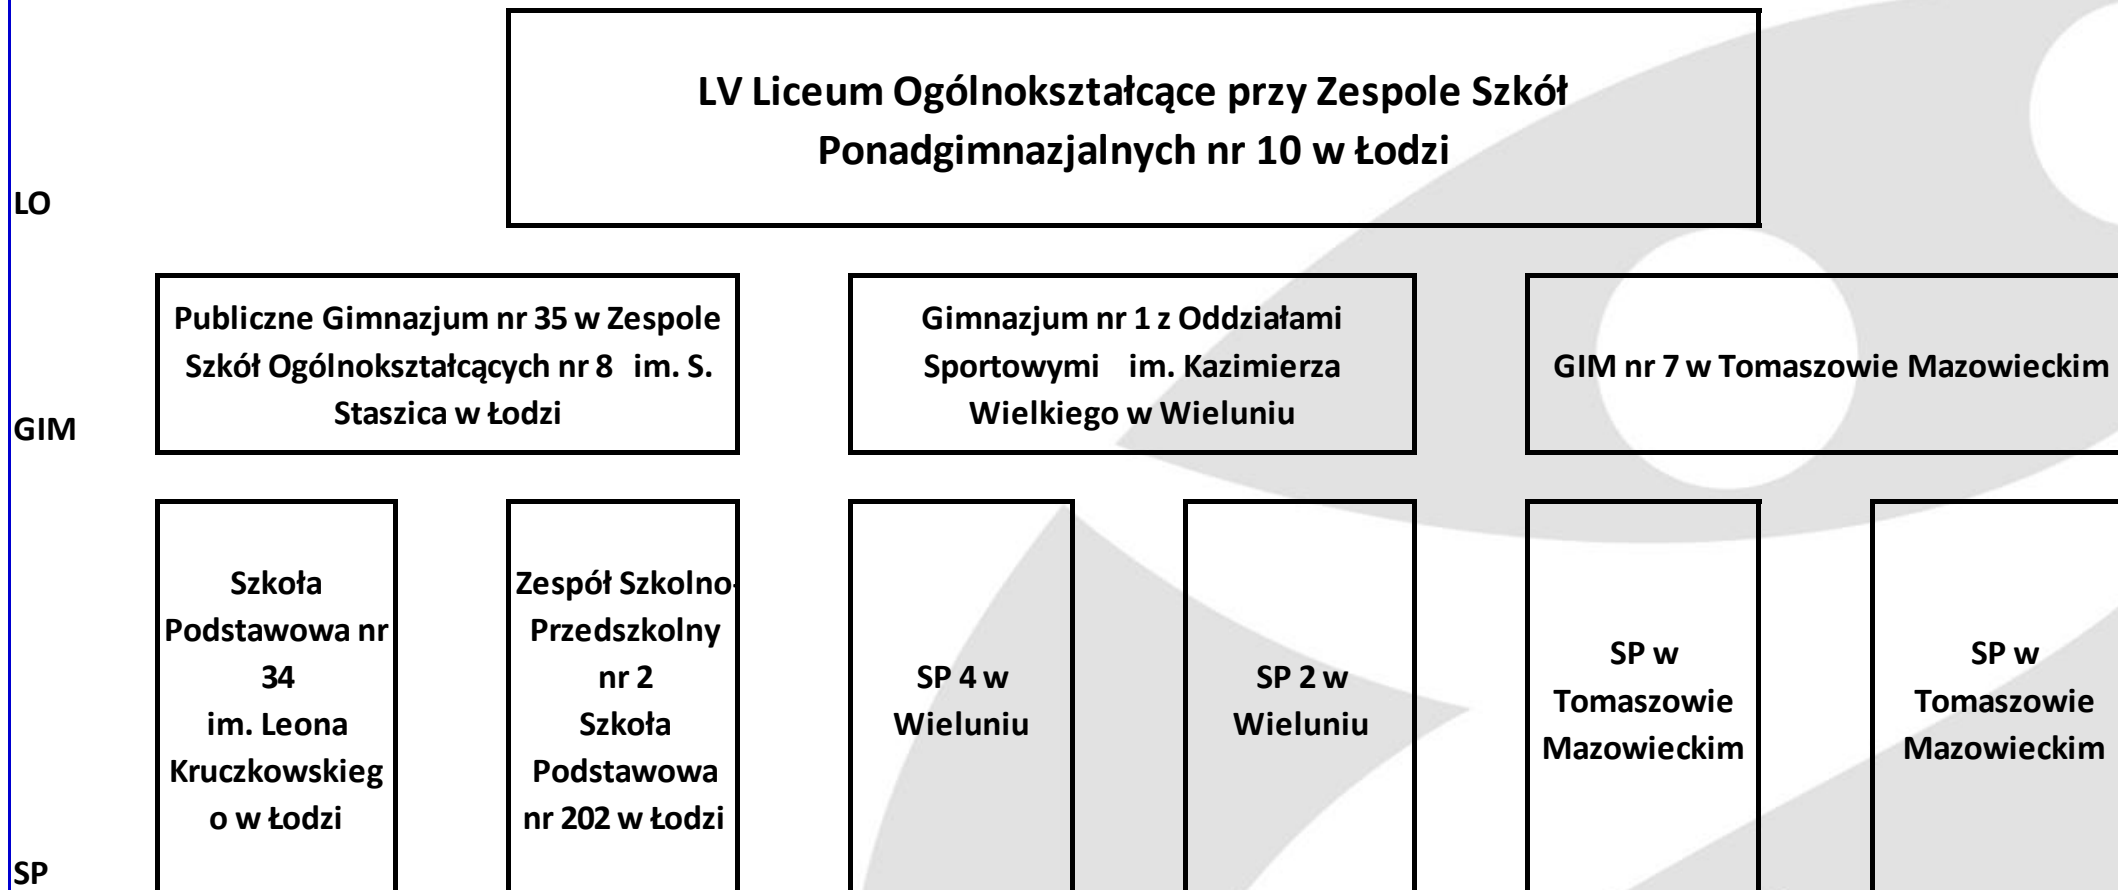 LV Liceum Ogólnokształcące przy Zespole Szkół
Ponadgimnazjalnych nr 10 w Łodzi
LO
Publiczne Gimnazjum nr 35 w Zespole
Szkół Ogólnokształcących nr 8 im. S.
Staszica w Łodzi
Gimnazjum nr 1 z Oddziałami
Sportowymi im. Kazimierza
Wielkiego w Wieluniu
GIM nr 7 w Tomaszowie Mazowieckim
GIM
Szkoła
Podstawowa nr
34
im. Leona
Kruczkowskieg
o w Łodzi
Zespół Szkolno-
Przedszkolny
nr 2
Szkoła
Podstawowa
nr 202 w Łodzi
SP 4 w
Wieluniu
SP 2 w
Wieluniu
SP w
Tomaszowie
Mazowieckim
SP w
Tomaszowie
Mazowieckim
SP